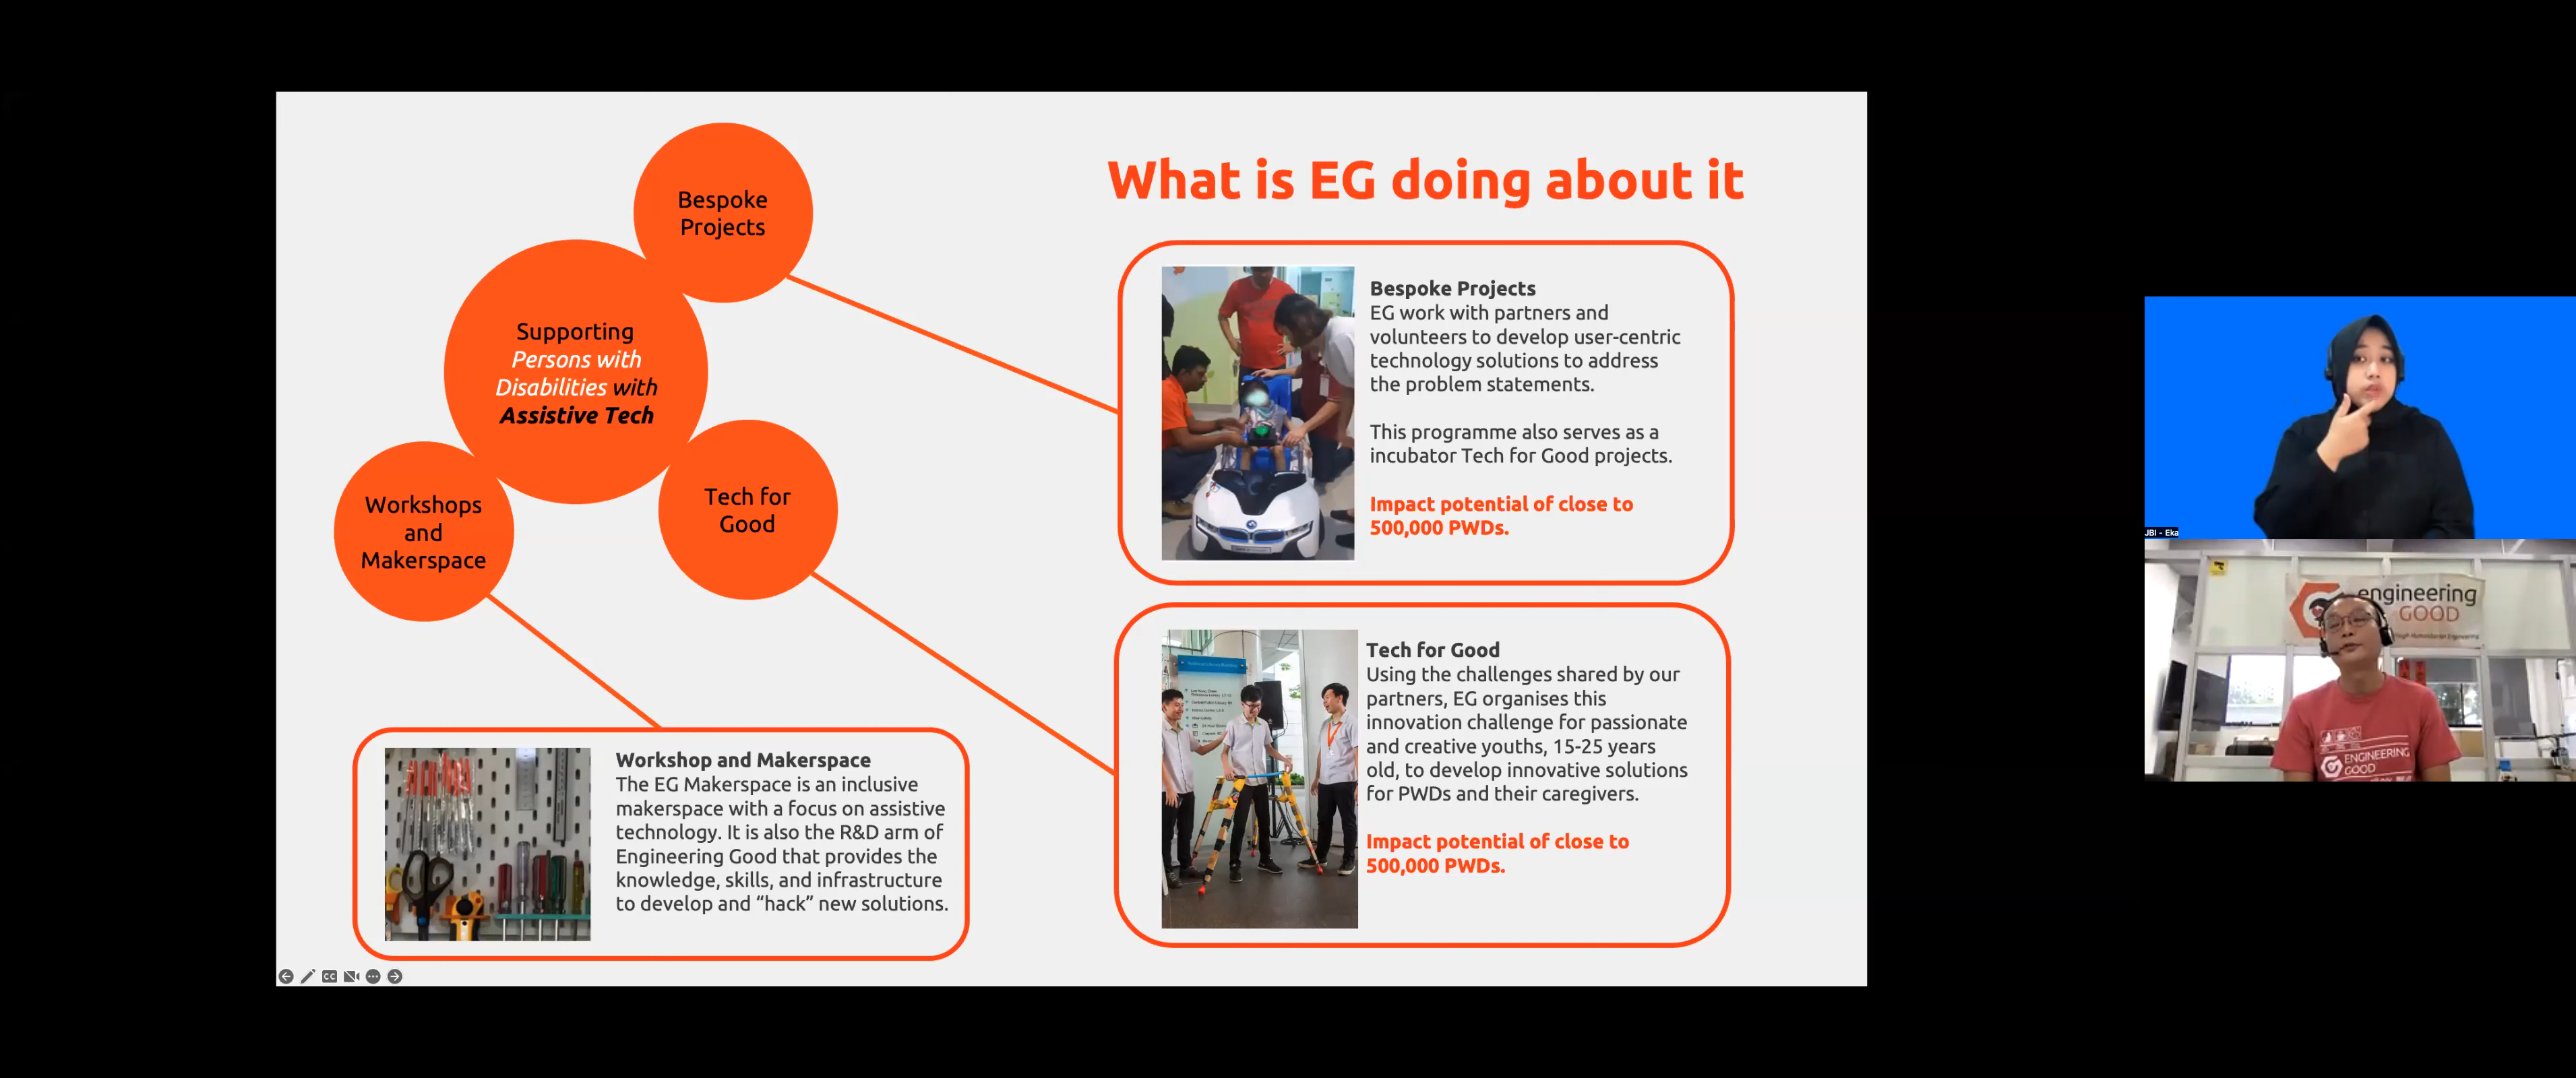 What is EG doing about it
Bespoke
Projects
Supporting
Persons with
Disabilities with
Assistive Tech
Workshops
and
Makerspace
Tech for
Good
Bespoke Projects
EG work with partners and
volunteers to develop user-centric
technology solutions to address
the problem statements.
This programme also serves as a
incubator Tech for Good projects.
Impact potential of close to
500,000 PWDs.
Tech for Good
Using the challenges shared by our
partners, EG organises this
innovation challenge for passionate
and creative youths, 15-25 years
old, to develop innovative solutions
for PWDs and their caregivers.
Impact potential of close to
500,000 PWDs.
Workshop and Makerspace
The EG Makerspace is an inclusive
makerspace with a focus on assistive
technology. It is also the R&D arm of
Engineering Good that provides the
knowledge, skills, and infrastructure
to develop and “hack” new solutions.
CC
JBI - Eka
engineering
GOOD
Humanitarian Engineering
ENGINEERING
GOOD